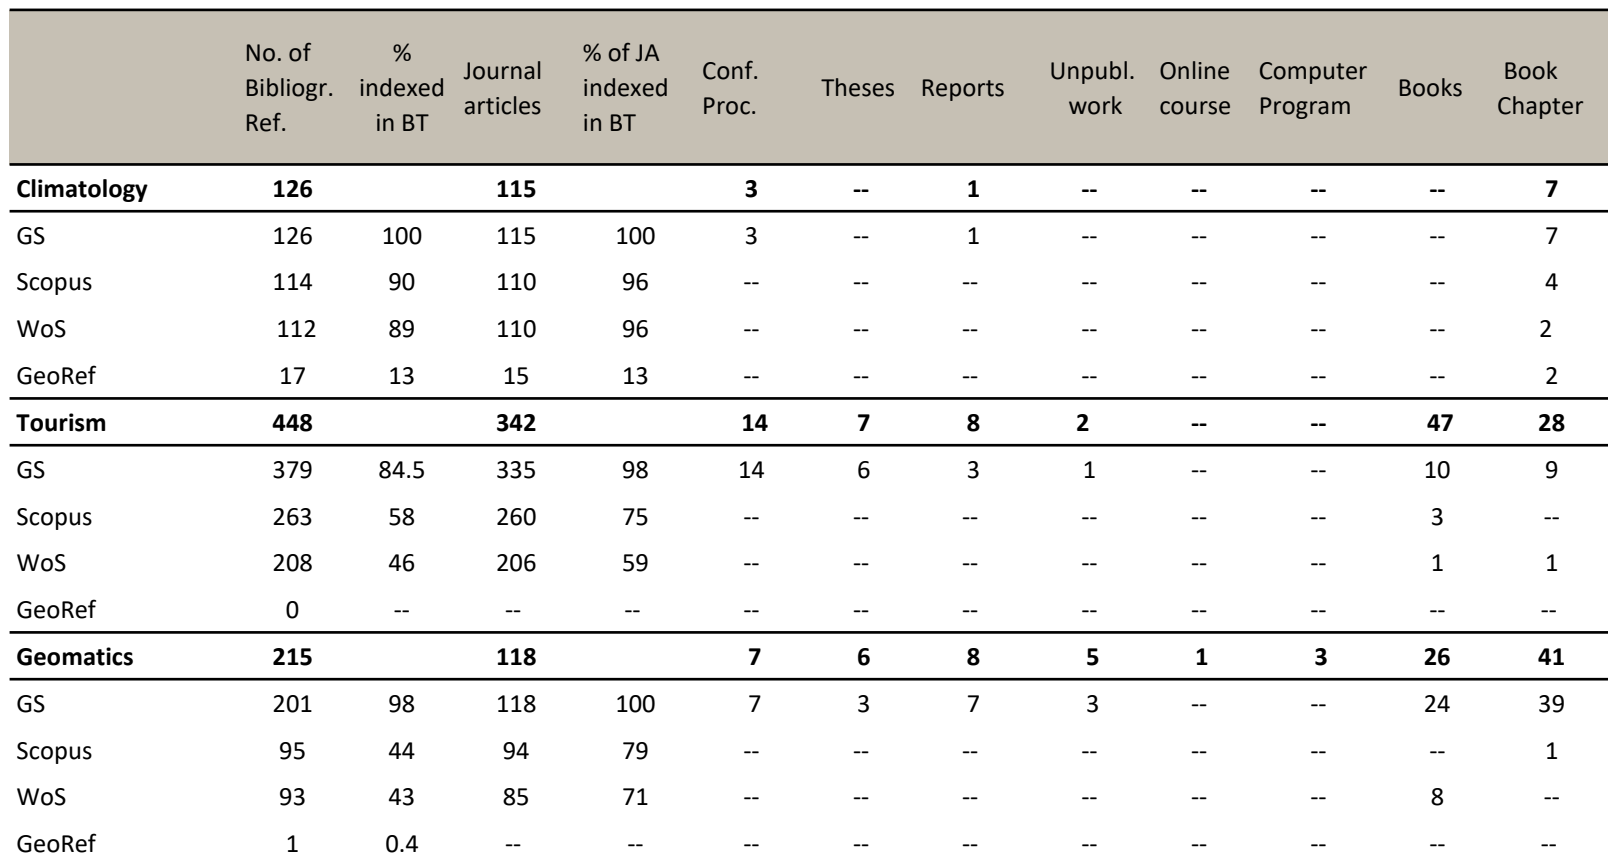 No. of Bibliogr. Ref. % indexed in BT Journal articles % of JA indexed in BT Conf. Proc. Theses Reports Unpubl. work Online course Computer Program Books Book Chapter
Climatology 126 115 3 -- 1 -- -- -- -- 7
GS 126 100 115 100 3 -- 1 -- -- -- -- 7
Scopus 114 90 110 96 -- -- -- -- -- -- -- 4
WoS 112 89 110 96 -- -- -- -- -- -- -- 2
GeoRef 17 13 15 13 -- -- -- -- -- -- -- 2
Tourism 448 342 14 7 8 2 -- -- 47 28
GS 379 84.5 335 98 14 6 3 1 -- -- 10 9
Scopus 263 58 260 75 -- -- -- -- -- -- 3 --
WoS 208 46 206 59 -- -- -- -- -- -- 1 1
GeoRef 0 -- -- -- -- -- -- -- -- -- -- --
Geomatics 215 118 7 6 8 5 1 3 26 41
GS 201 98 118 100 7 3 7 3 -- -- 24 39
Scopus 95 44 94 79 -- -- -- -- -- -- -- 1
WoS 93 43 85 71 -- -- -- -- -- -- 8 --
GeoRef 1 0.4 -- -- -- -- -- -- -- -- -- --